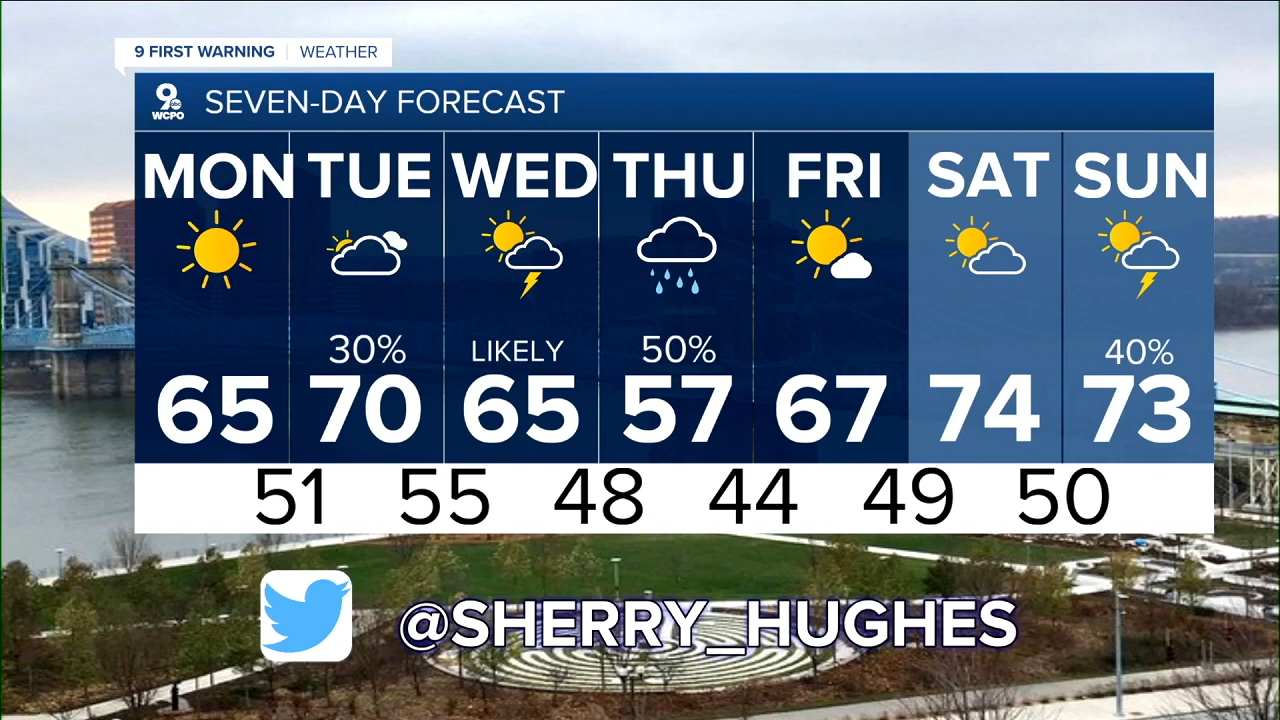 9 FIRST WARNING | WEATHER
9 abc WCPO SEVEN-DAY FORECAST
MON TUE WED THU FRI SAT SUN
30% LIKELY 50% 40%
65 70 65 57 67 74 73
51 55 48 44 49 50
@SHERRY_HUGHES